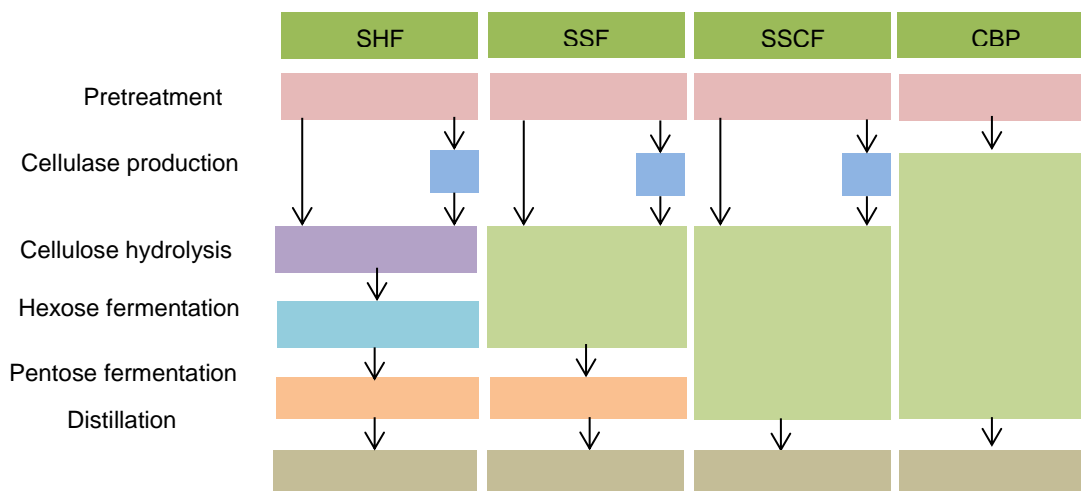 SHF SSF SSCF CBP
Pretreatment
Cellulase production
Cellulose hydrolysis
Hexose fermentation
Pentose fermentation
Distillation